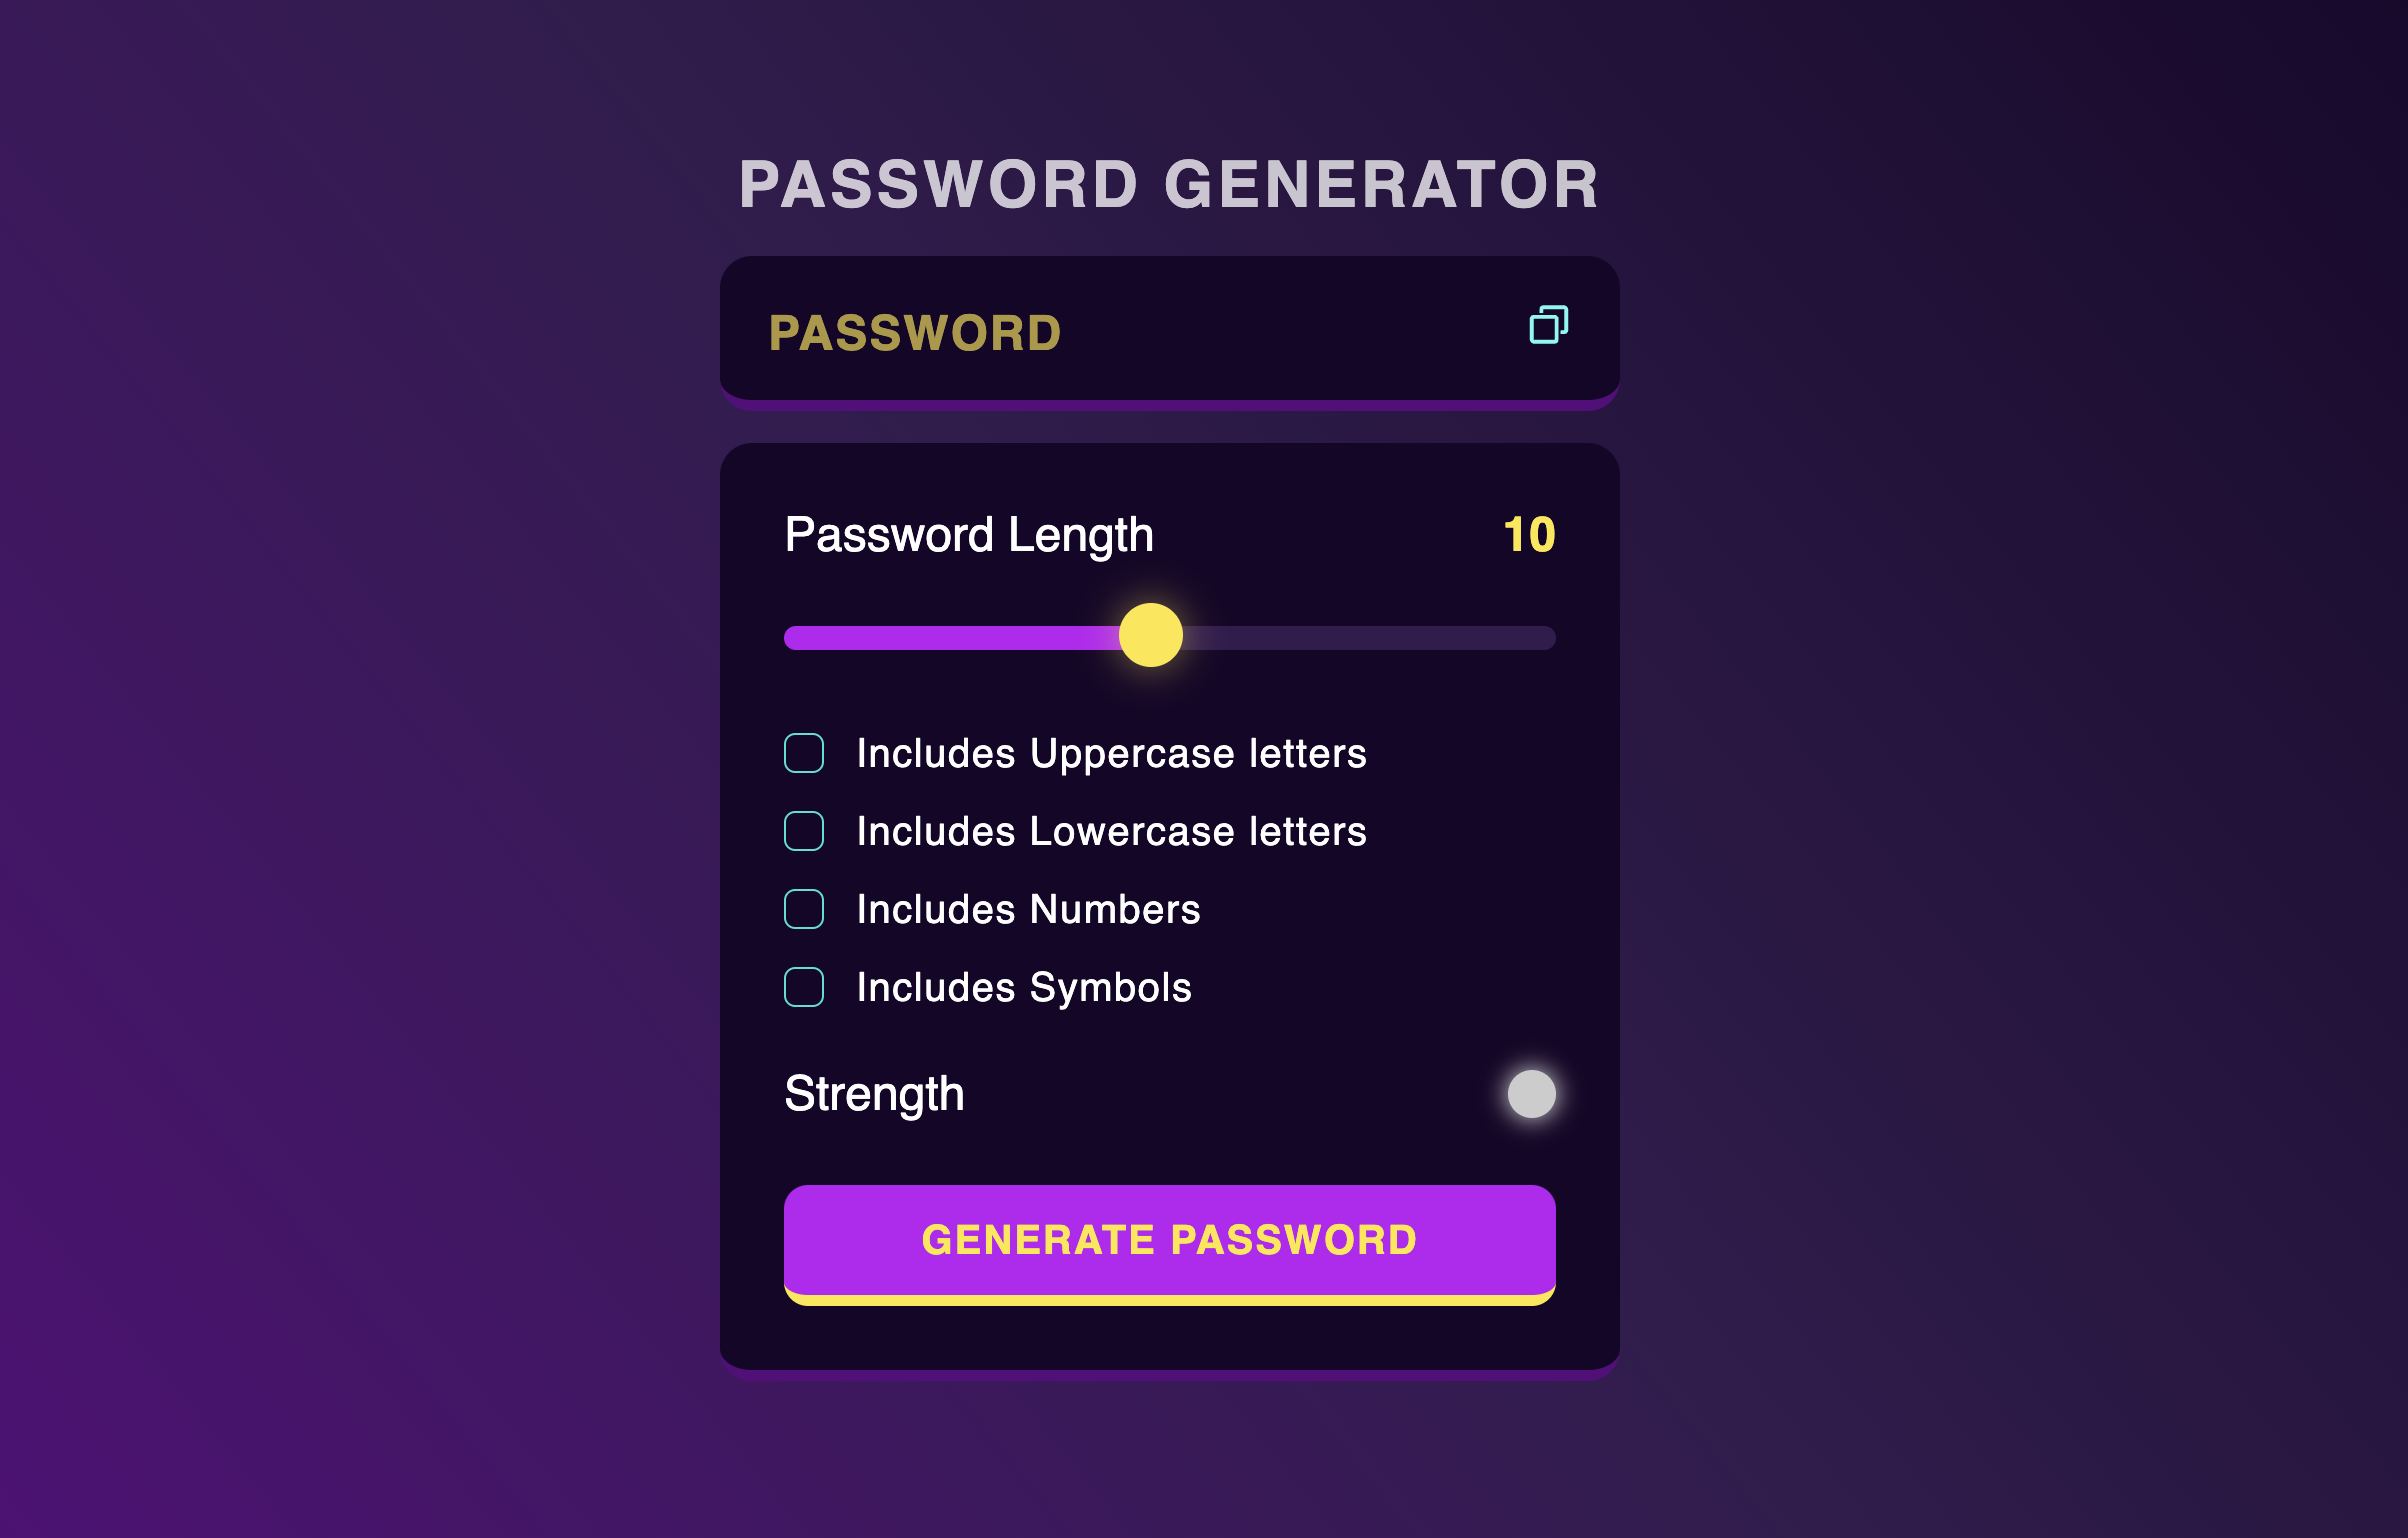 PASSWORD GENERATOR
PASSWORD
Password Length 10
Includes Uppercase letters
Includes Lowercase letters
Includes Numbers
Includes Symbols
Strength
GENERATE PASSWORD